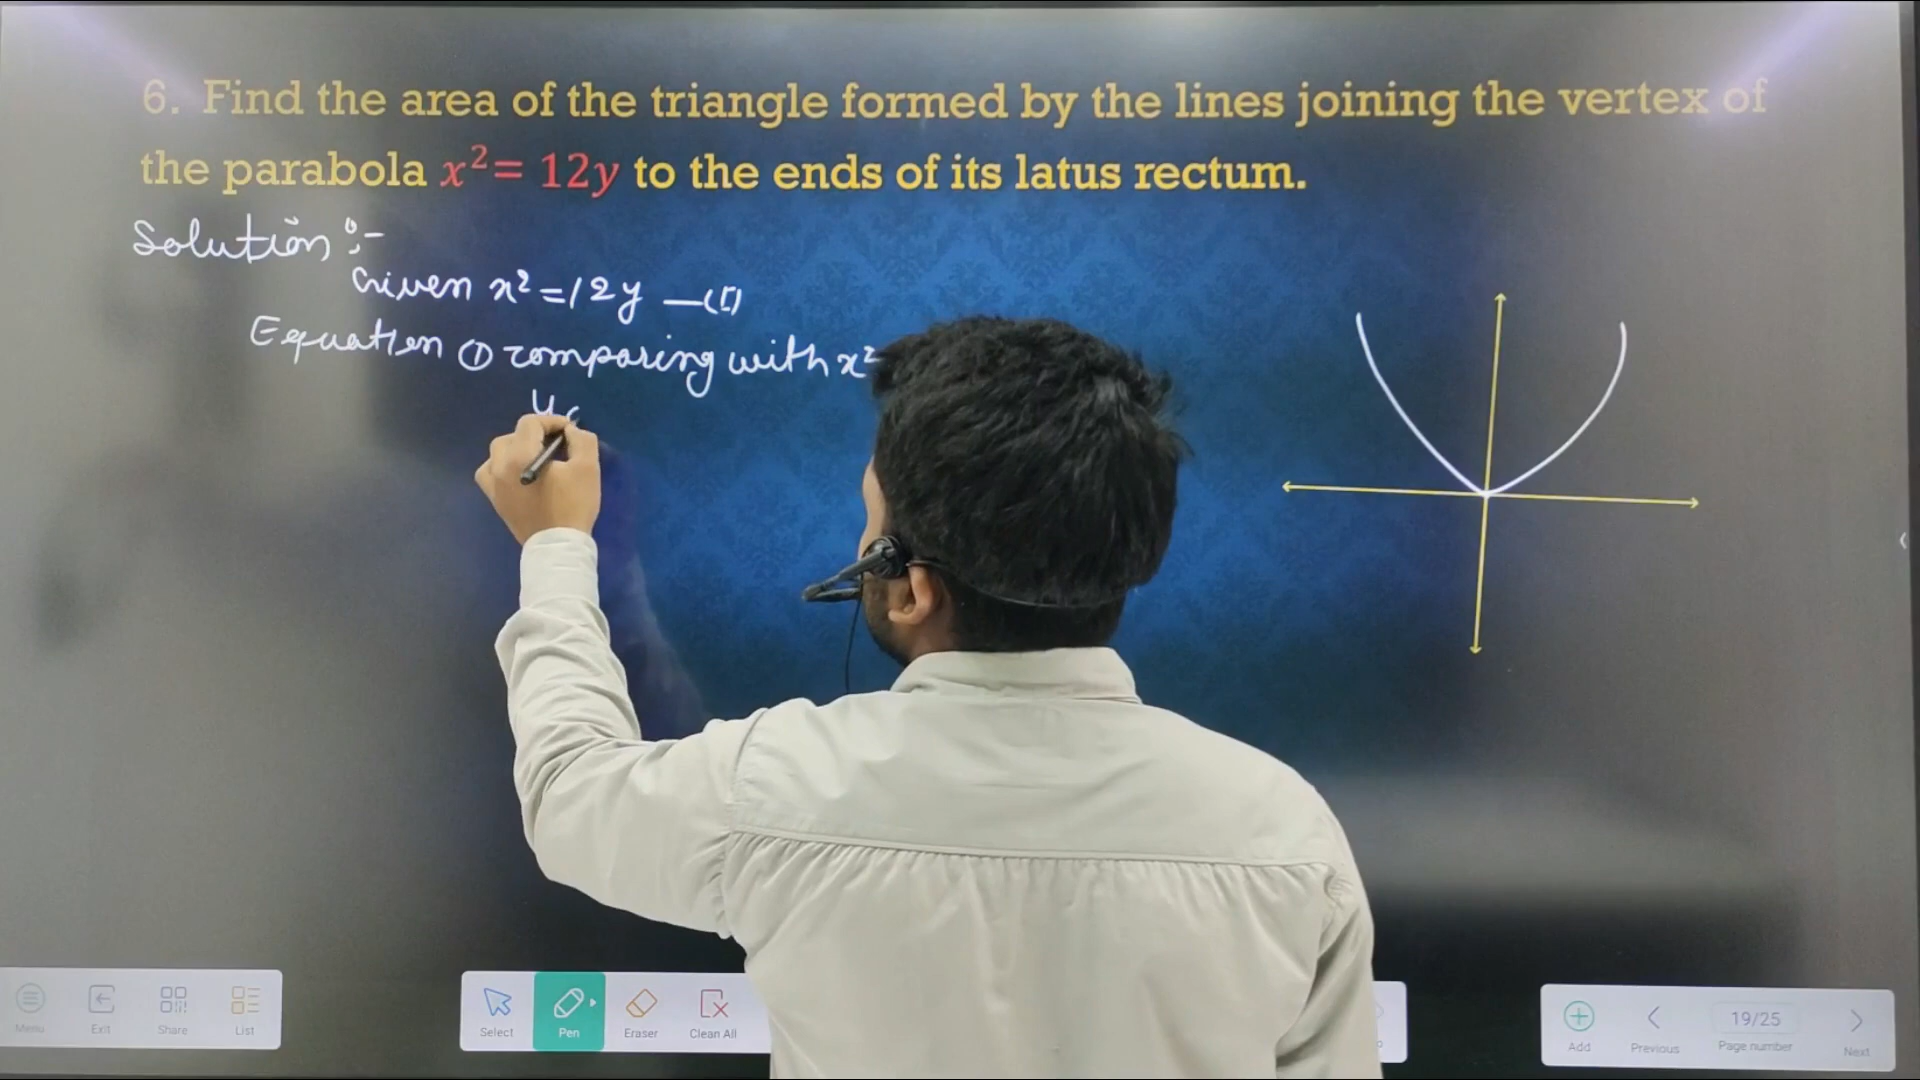 6. Find the area of the triangle formed by the lines joining the vertex of
the parabola x²= 12y to the ends of its latus rectum.
Solution :-
Given x² = 12y —(1)
Equation ① comparing with x²
4a
Menu
Exit
Share
List
Select
Pen
Eraser
Clean All
Add
Previous
19/25
Page number
Next